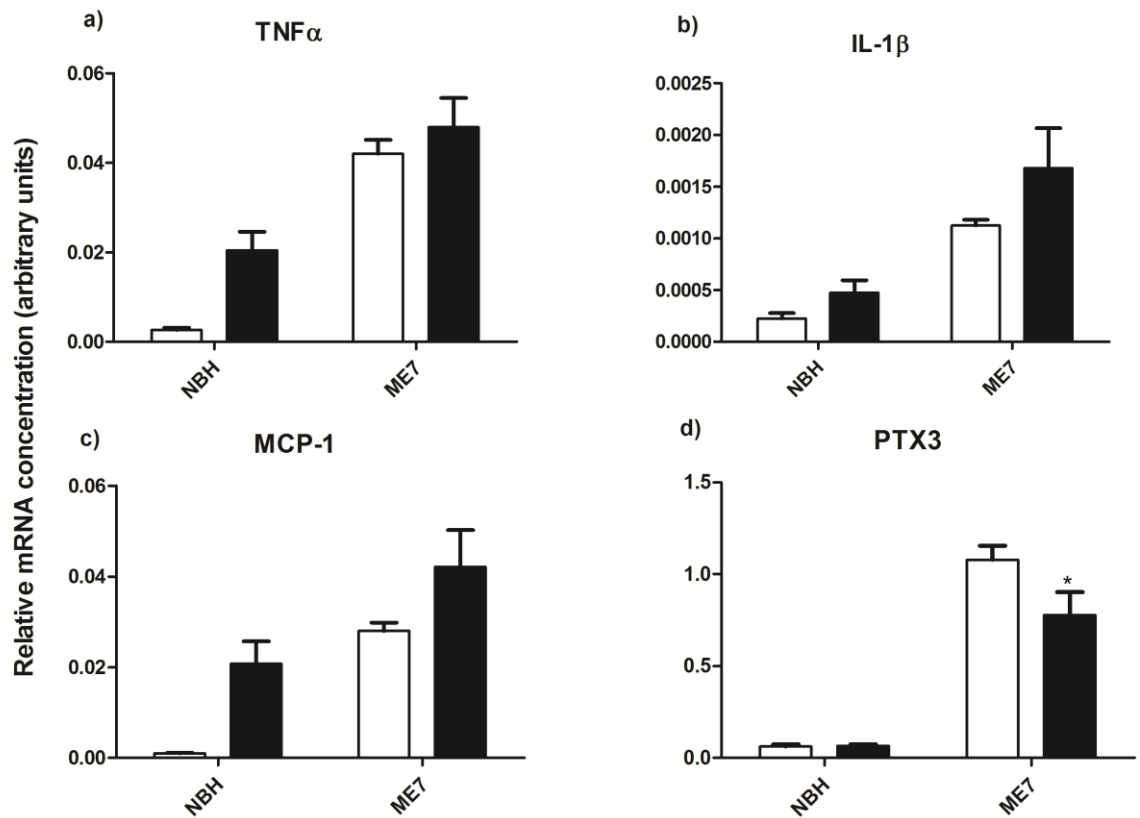 Relative mRNA concentration (arbitrary units)
a)
TNFα
0.06
0.04
0.02
0.00
NBH
ME7
b)
IL-1β
0.0025
0.0020
0.0015
0.0010
0.0005
0.0000
NBH
ME7
c)
MCP-1
0.06
0.04
0.02
0.00
NBH
ME7
d)
PTX3
1.5
1.0
0.5
0.0
*
NBH
ME7